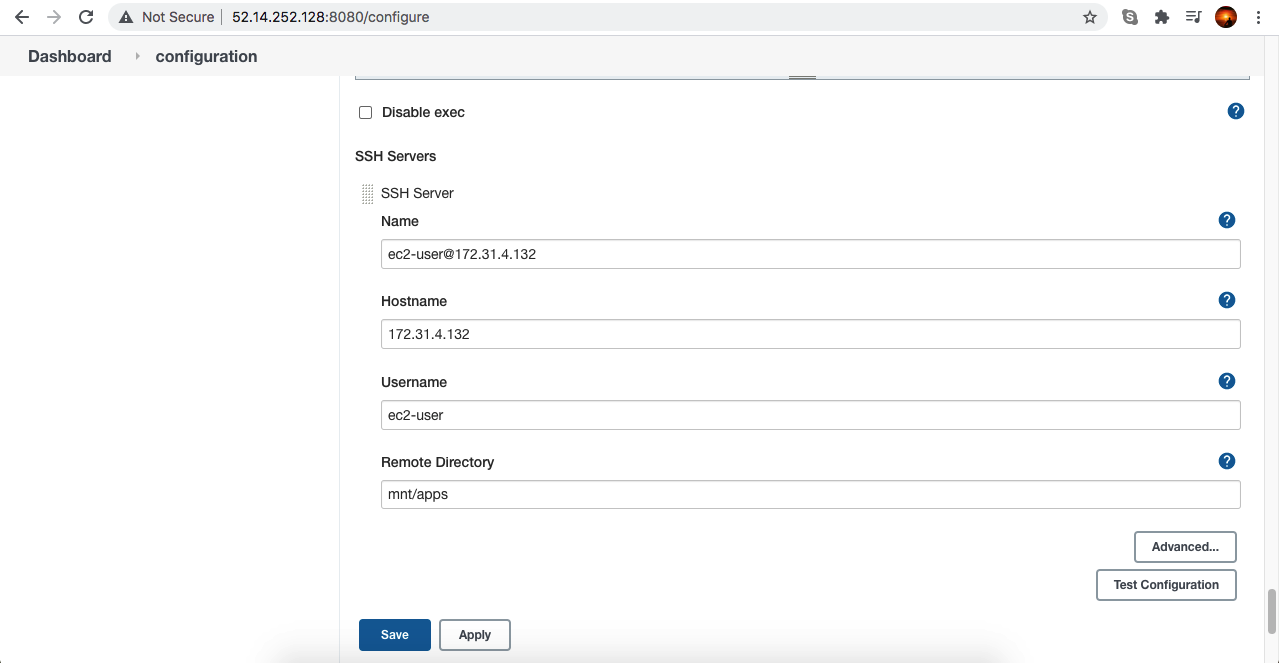 Not Secure 52.14.252.128:8080/configure
Dashboard configuration
Disable exec ?
SSH Servers
SSH Server
Name ?
ec2-user@172.31.4.132
Hostname ?
172.31.4.132
Username ?
ec2-user
Remote Directory ?
mnt/apps
Advanced...
Test Configuration
Save Apply